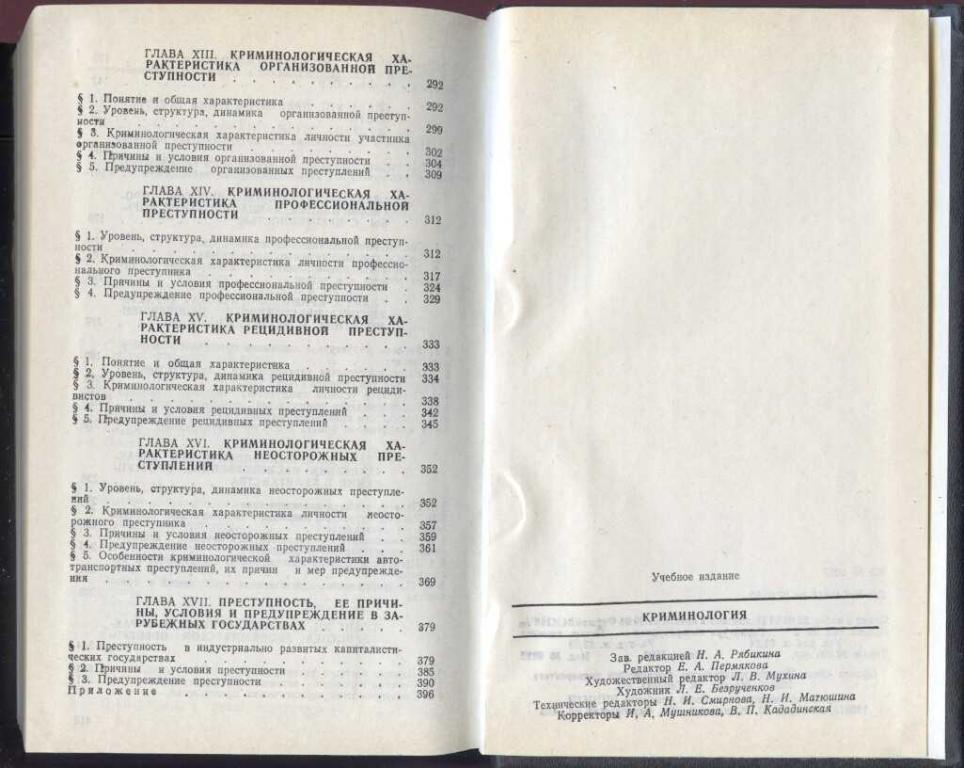 ГЛАВА XIII. КРИМИНОЛОГИЧЕСКАЯ ХА-
РАКТЕРИСТИКА ОРГАНИЗОВАННОЙ ПРЕ-
СТУПНОСТИ . . . . . . . . . 292
§ 1. Понятие и общая характеристика . . . . . . 292
§ 2. Уровень, структура, динамика организованной преступ-
ности . . . . . . . . . . . . . 299
§ 3. Криминологическая характеристика личности участника
организованной преступности . . . . . . . 302
§ 4. Причины и условия организованной преступности . . 304
§ 5. Предупреждение организованных преступлений . . 309
ГЛАВА XIV. КРИМИНОЛОГИЧЕСКАЯ ХА-
РАКТЕРИСТИКА ПРОФЕССИОНАЛЬНОЙ
ПРЕСТУПНОСТИ . . . . . . . 312
§ 1. Уровень, структура, динамика профессиональной преступ-
ности . . . . . . . . . . . . . 312
§ 2. Криминологическая характеристика личности профессио-
нального преступника . . . . . . . . . 317
§ 3. Причины и условия профессиональной преступности . 324
§ 4. Предупреждение профессиональной преступности . . 329
ГЛАВА XV. КРИМИНОЛОГИЧЕСКАЯ ХА-
РАКТЕРИСТИКА РЕЦИДИВНОЙ ПРЕСТУП-
НОСТИ . . . . . . . . . . 333
§ 1. Понятие и общая характеристика . . . . . . 333
§ 2. Уровень, структура, динамика рецидивной преступности 334
§ 3. Криминологическая характеристика личности рециди-
вистов . . . . . . . . . . . . . 338
§ 4. Причины и условия рецидивных преступлений . . . 342
§ 5. Предупреждение рецидивных преступлений . . . . 345
ГЛАВА XVI. КРИМИНОЛОГИЧЕСКАЯ ХА-
РАКТЕРИСТИКА НЕОСТОРОЖНЫХ ПРЕ-
СТУПЛЕНИЙ . . . . . . . . 352
§ 1. Уровень, структура, динамика неосторожных преступле-
ний . . . . . . . . . . . . . . 352
§ 2. Криминологическая характеристика личности неосто-
рожного преступника . . . . . . . . . . 357
§ 3. Причины и условия неосторожных преступлений . . 359
§ 4. Предупреждение неосторожных преступлений . . . 361
§ 5. Особенности криминологической характеристики авто-
транспортных преступлений, их причин и мер предупрежде-
ния . . . . . . . . . . . . . . 369
ГЛАВА XVII. ПРЕСТУПНОСТЬ, ЕЕ ПРИЧИ-
НЫ, УСЛОВИЯ И ПРЕДУПРЕЖДЕНИЕ В ЗА-
РУБЕЖНЫХ ГОСУДАРСТВАХ . . . . 379
§ 1. Преступность в индустриально развитых капиталисти-
ческих государствах . . . . . . . . . . 379
§ 2. Причины и условия преступности . . . . . . 385
§ 3. Предупреждение преступности . . . . . . . 390
Приложение . . . . . . . . . . . 396
Учебное издание
КРИМИНОЛОГИЯ
Зав. редакцией Н. А. Рябикина
Редактор Е. А. Пермякова
Художественный редактор Л. В. Мухина
Художник Л. Е. Безрученков
Технические редакторы Н. И. Смирнова, Н. И. Матюшина
Корректоры И. А. Мушникова, В. П. Кададинская